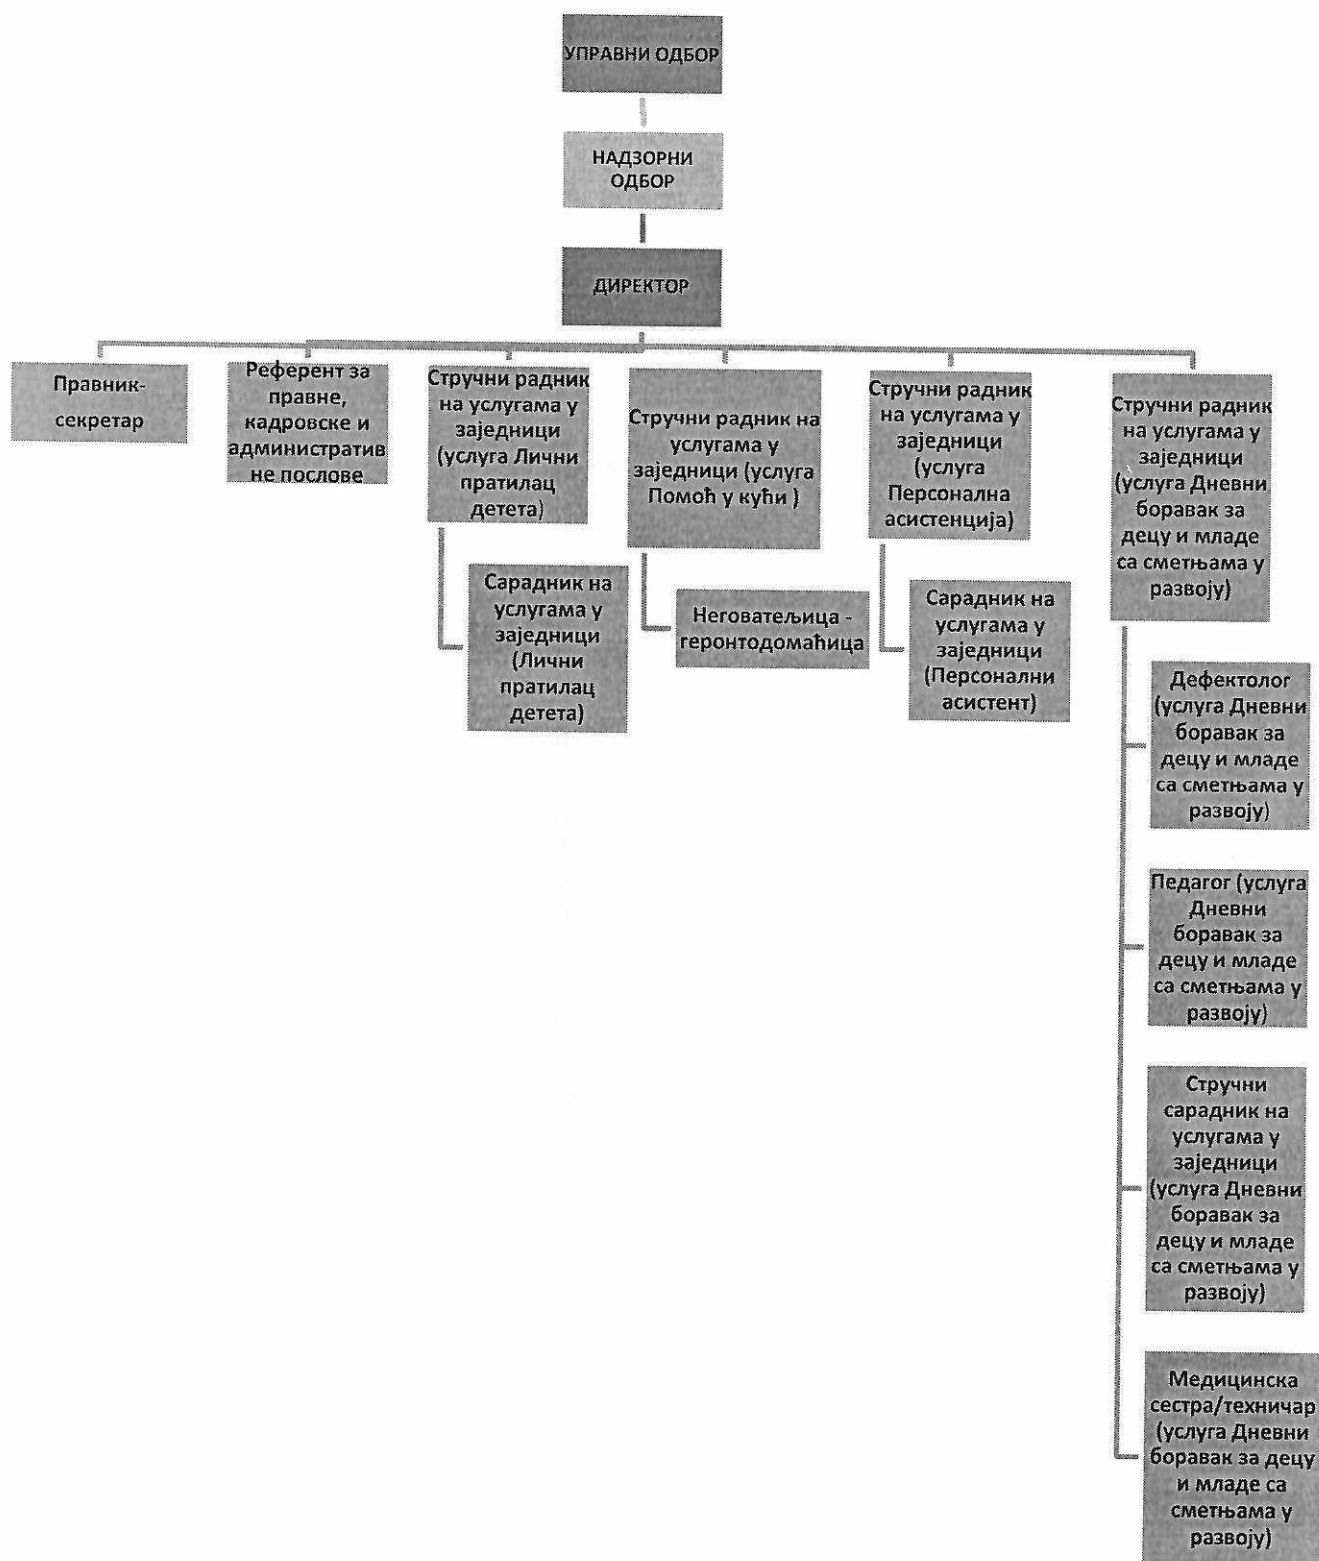 УПРАВНИ ОДБОР
НАДЗОРНИ
ОДБОР
ДИРЕКТОР
Правник-
секретар
Референт за
правне,
кадровске и
административ
не послове
Стручни радник
на услугама у
заједници
(услуга Лични
пратилац
детета)
Стручни радник на
услугама у
заједници (услуга
Помоћ у кући )
Стручни радник
на услугама у
заједници
(услуга
Персонална
асистенција)
Стручни радник
на услугама у
заједници
(услуга Дневни
боравак за
децу и младе
са сметњама у
развоју)
Сарадник на
услугама у
заједници
(Лични
пратилац
детета)
Неговатељица -
геронтодомаћица
Сарадник на
услугама у
заједници
(Персонални
асистент)
Дефектолог
(услуга Дневни
боравак за
децу и младе
са сметњама у
развоју)
Педагог (услуга
Дневни
боравак за
децу и младе
са сметњама у
развоју)
Стручни
сарадник на
услугама у
заједници
(услуга Дневни
боравак за
децу и младе
са сметњама у
развоју)
Медицинска
сестра/техничар
(услуга Дневни
боравак за децу
и младе са
сметњама у
развоју)